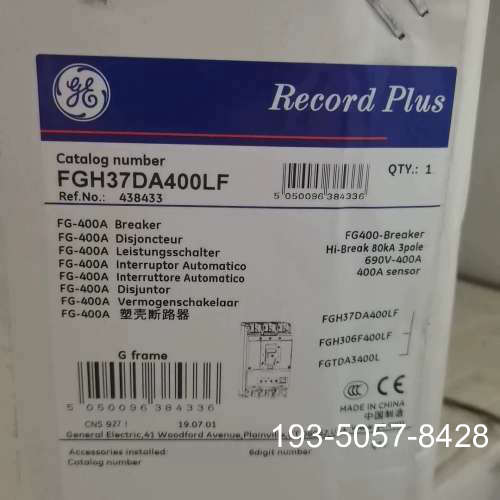 GE
Record Plus
Catalog number
FGH37DA400LF
Ref.No.: 438433
5 050096 384336
QTY.: 1
FG-400A Breaker
FG-400A Disjoncteur
FG-400A Leistungsschalter
FG-400A Interruptor Automatico
FG-400A Interruttore Automatico
FG-400A Disjuntor
FG-400A Vermogenschakelaar
FG-400A 塑壳断路器
FG400-Breaker
Hi-Break 80kA 3pole
690V-400A
400A sensor
FGH37DA400LF
FGH306F400LF
FGTDA3400L
G frame
5 050096 384336
CE CCC
MADE IN CHINA
中国制造
CNS 927 I 19.07.01
General Electric,41 Woodford Avenue,Plainvil
193-5057-8428
Accessories installed: 6digit number
Catalog number